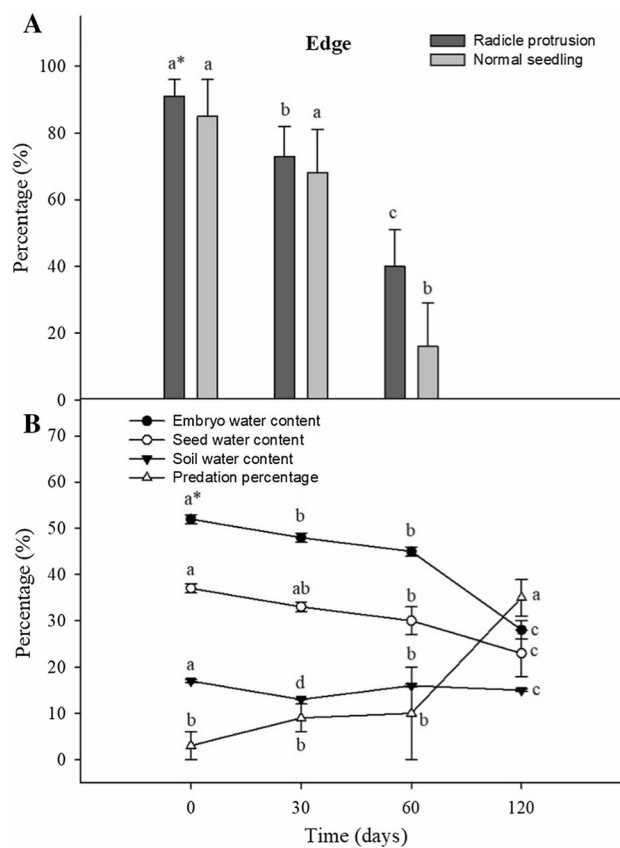 A
Edge
Radicle protrusion
Normal seedling
Percentage (%)
100
80
60
40
20
0
a* a
b a
c
b
B
Embryo water content
Seed water content
Soil water content
Predation percentage
Percentage (%)
70
60
50
40
30
20
10
0
a* b b
a ab b a
c
c
a d b c
b b b
0 30 60 120
Time (days)